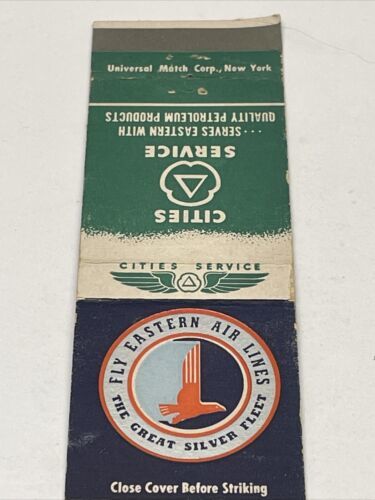 Universal Match Corp., New York
CITIES
SERVICE
... SERVES EASTERN WITH
QUALITY PETROLEUM PRODUCTS
CITIES SERVICE
FLY EASTERN AIR LINES
THE GREAT SILVER FLEET
Close Cover Before Striking